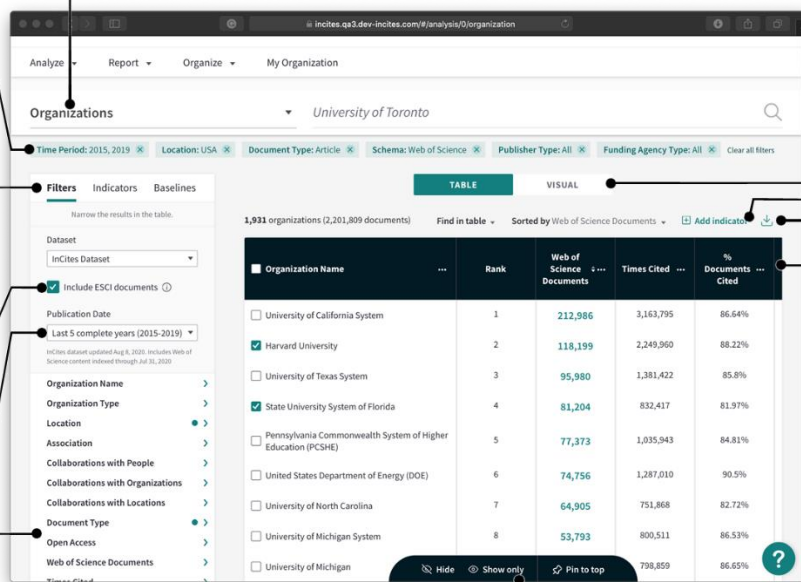 incites.qa3.dev-incites.com/#/analysis/0/organization
Analyze Report Organize My Organization
Organizations University of Toronto
Time Period: 2015, 2019 Location: USA Document Type: Article Schema: Web of Science Publisher Type: All Funding Agency Type: All Clear all filters
Filters Indicators Baselines
TABLE VISUAL
Narrow the results in the table.
1,931 organizations (2,201,809 documents) Find in table Sorted by Web of Science Documents Add indicator
Dataset
InCites Dataset
Include ESCI documents
Publication Date
Last 5 complete years (2015-2019)
InCites dataset updated Aug 8, 2020. Includes Web of
Science content indexed through Jul 31, 2020
Organization Name
Organization Type
Location
Association
Collaborations with People
Collaborations with Organizations
Collaborations with Locations
Document Type
Open Access
Web of Science Documents
Times Cited
Organization Name ... Rank Web of Science Documents ... Times Cited ... % Documents Cited ...
University of California System 1 212,986 3,163,795 86.64%
Harvard University 2 118,199 2,249,960 88.22%
University of Texas System 3 95,980 1,381,422 85.8%
State University System of Florida 4 81,204 832,417 81.97%
Pennsylvania Commonwealth System of Higher
Education (PCSHE) 5 77,373 1,035,943 84.81%
United States Department of Energy (DOE) 6 74,756 1,287,010 90.5%
University of North Carolina 7 64,905 751,868 82.72%
University of Michigan System 8 53,793 800,511 86.53%
University of Michigan 798,859 86.65%
Hide Show only Pin to top
?